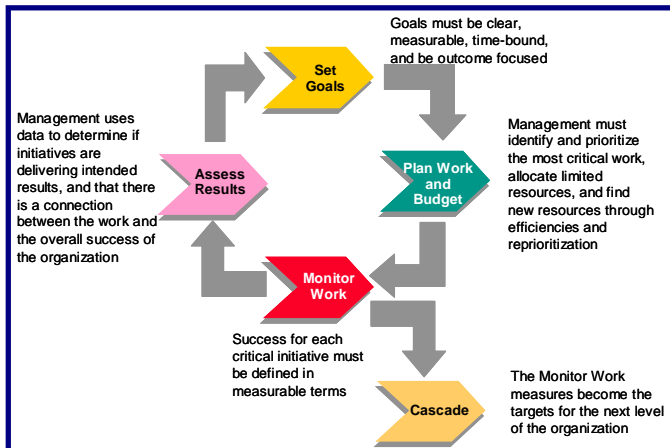 Goals must be clear,
measurable, time-bound,
and be outcome focused
Set
Goals
Management uses
data to determine if
initiatives are
delivering intended
results, and that there
is a connection
between the work and
the overall success of
the organization
Assess
Results
Plan Work
and
Budget
Management must
identify and prioritize
the most critical work,
allocate limited
resources, and find
new resources through
efficiencies and
reprioritization
Monitor
Work
Success for each
critical initiative must
be defined in
measurable terms
Cascade
The Monitor Work
measures become the
targets for the next level
of the organization